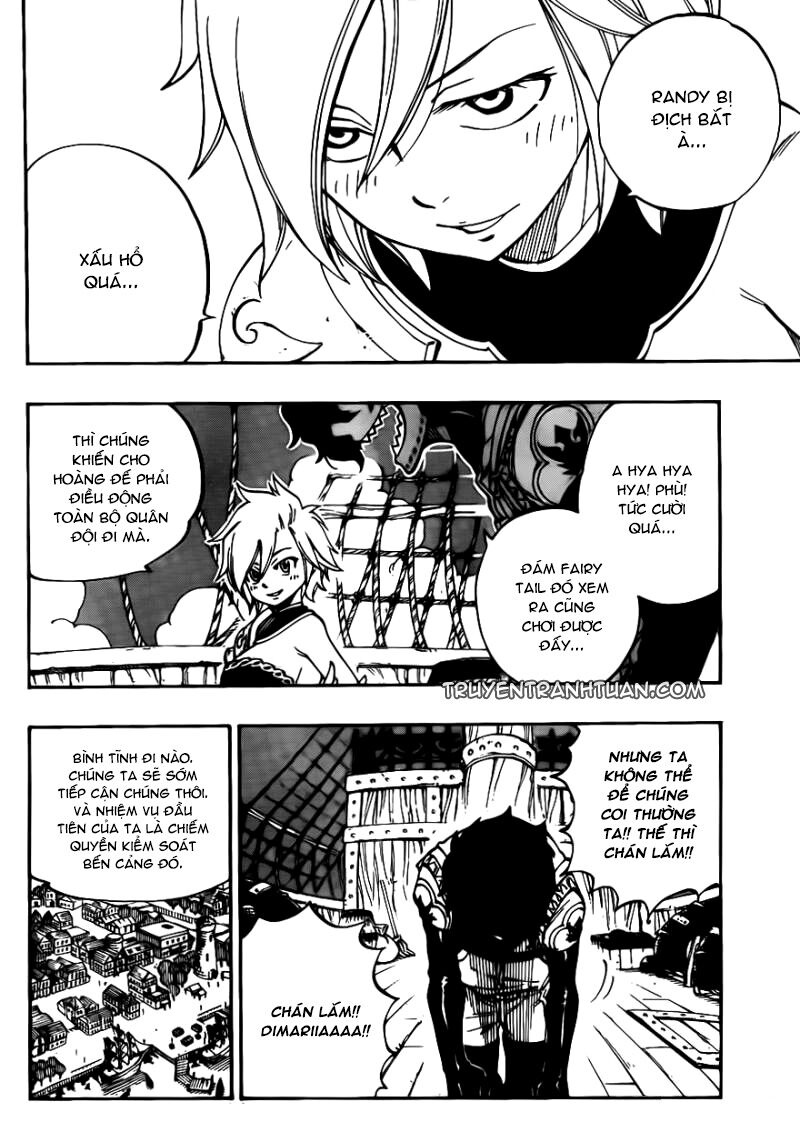 RANDY BỊ
ĐỊCH BẮT
À...
XẤU HỔ
QUÁ...
A HYA HYA
HYA! PHÙ!
TỨC CƯỜI
QUÁ...
ĐÁM FAIRY
TAIL ĐÓ XEM
RA CŨNG
CHƠI ĐƯỢC
ĐẤY...
THÌ CHÚNG
KHIẾN CHO
HOÀNG ĐẾ PHẢI
ĐIỀU ĐỘNG
TOÀN BỘ QUÂN
ĐỘI ĐI MÀ.
TRUYENTRANHTUAN.COM
NHƯNG TA
KHÔNG THỂ
ĐỂ CHÚNG
COI THƯỜNG
TA!! THẾ THÌ
CHÁN LẮM!!
CHÁN LẮM!!
DIMARIIAAAA!!
BÌNH TĨNH ĐI NÀO.
CHÚNG TA SẼ SỚM
TIẾP CẬN CHÚNG THÔI.
VÀ NHIỆM VỤ ĐẦU
TIÊN CỦA TA LÀ CHIẾM
QUYỀN KIỂM SOÁT
BẾN CẢNG ĐÓ.